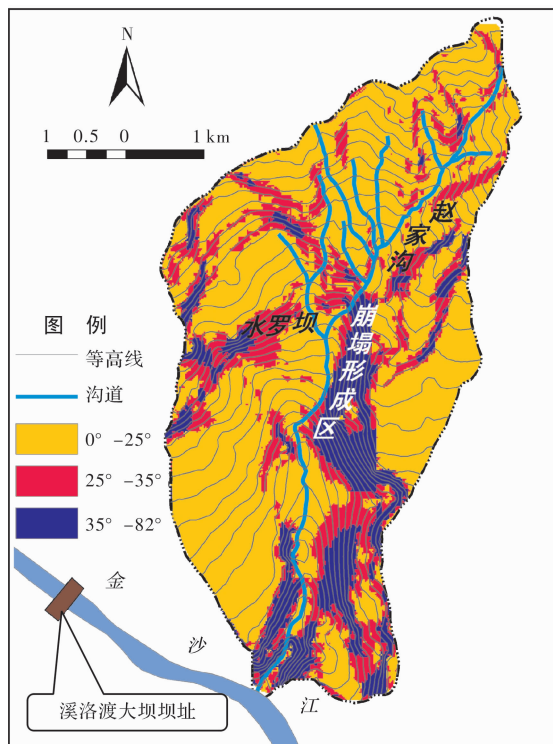 N
1 0.5 0 1 km
赵家沟
水罗坝
崩塌形成区
图 例
等高线
沟道
0° -25°
25° -35°
35° -82°
金沙江
溪洛渡大坝坝址